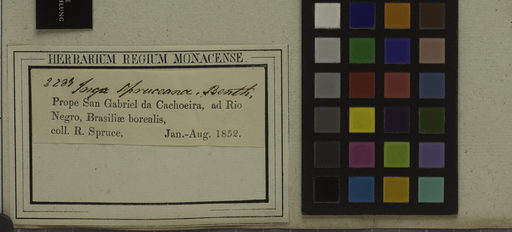 HERBARIUM REGIUM MONACENSE.
Inga Spruceana, Benth,
Prope San Gabriel da Cachoeira, ad Rio
Negro, Brasiliæ borealis,
coll. R. Spruce, Jan.-Aug. 1852.